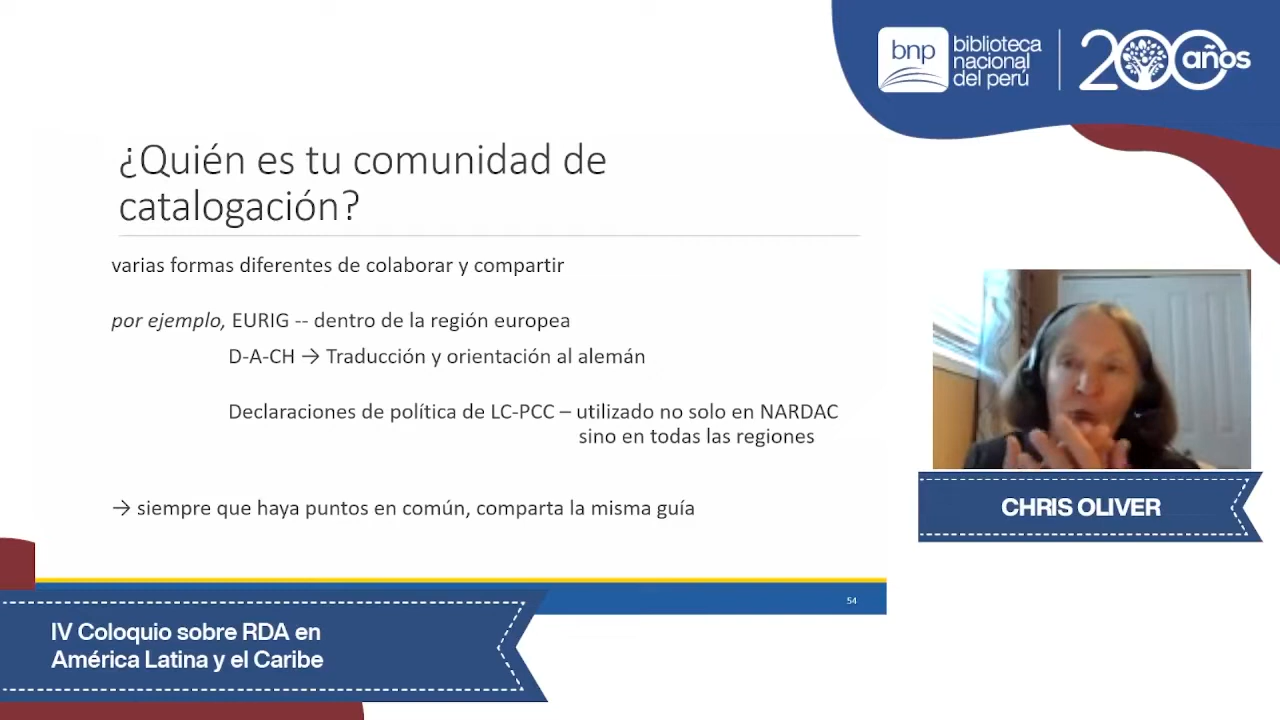 bnp
biblioteca
nacional
del perú
200 años
¿Quién es tu comunidad de
catalogación?
varias formas diferentes de colaborar y compartir
por ejemplo, EURIG -- dentro de la región europea
D-A-CH → Traducción y orientación al alemán
Declaraciones de política de LC-PCC – utilizado no solo en NARDAC
sino en todas las regiones
→ siempre que haya puntos en común, comparta la misma guía
54
CHRIS OLIVER
IV Coloquio sobre RDA en
América Latina y el Caribe